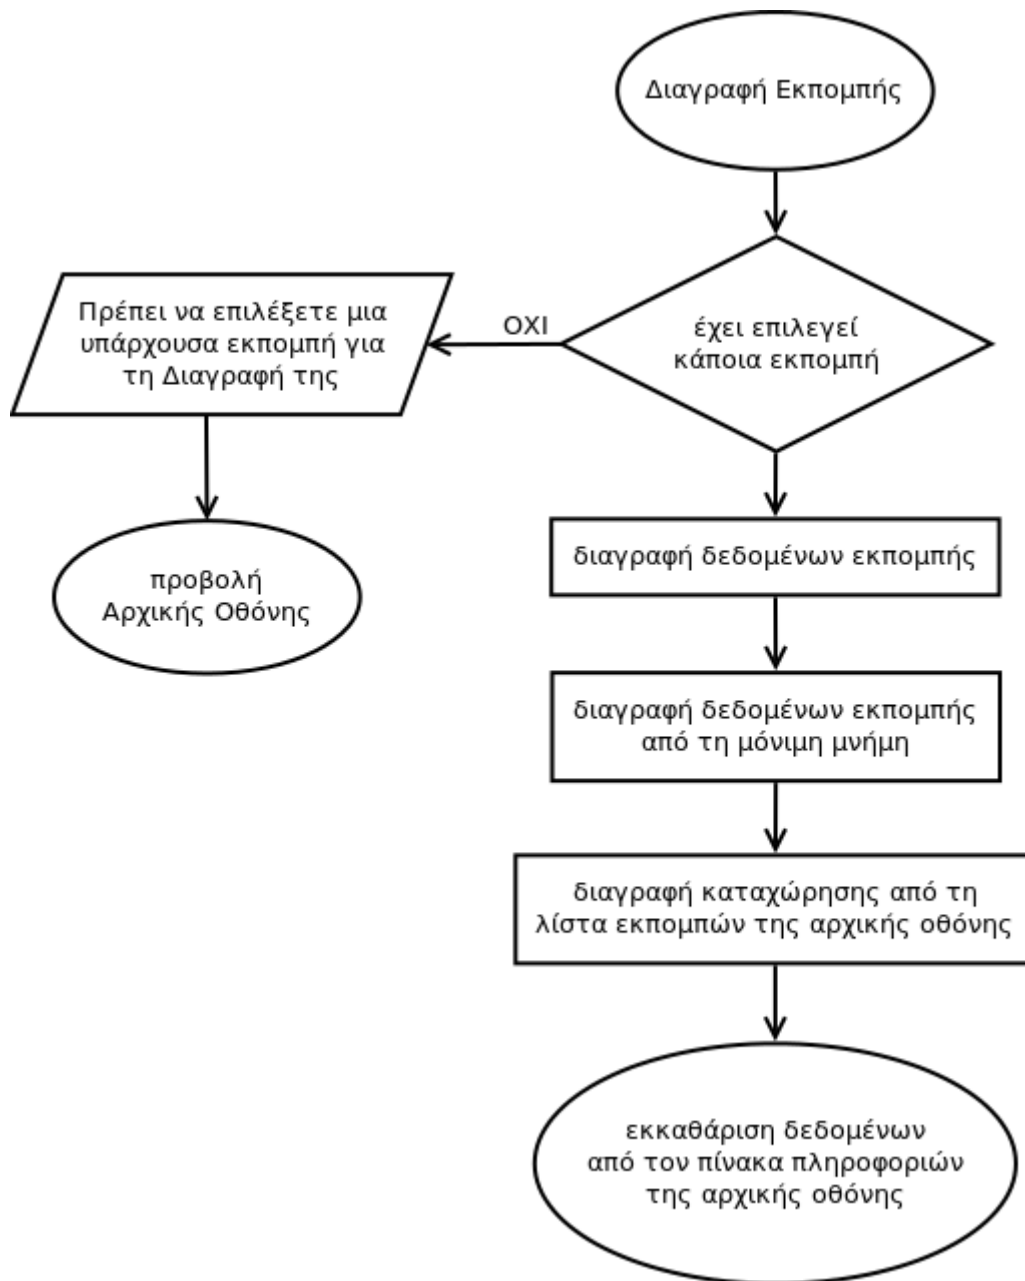 Διαγραφή Εκπομπής
έχει επιλεγεί
κάποια εκπομπή
ΟΧΙ
Πρέπει να επιλέξετε μια
υπάρχουσα εκπομπή για
τη Διαγραφή της
προβολή
Αρχικής Οθόνης
διαγραφή δεδομένων εκπομπής
διαγραφή δεδομένων εκπομπής
από τη μόνιμη μνήμη
διαγραφή καταχώρησης από τη
λίστα εκπομπών της αρχικής οθόνης
εκκαθάριση δεδομένων
από τον πίνακα πληροφοριών
της αρχικής οθόνης